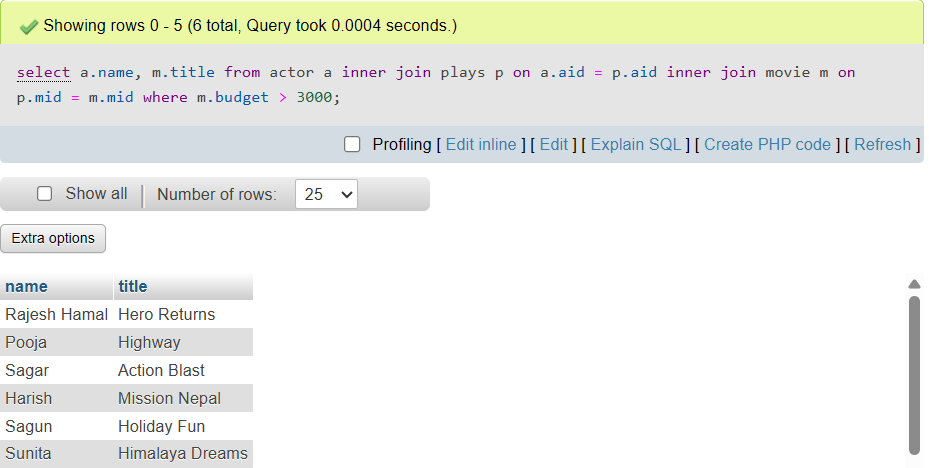 Showing rows 0 - 5 (6 total, Query took 0.0004 seconds.)
select a.name, m.title from actor a inner join plays p on a.aid = p.aid inner join movie m on
p.mid = m.mid where m.budget > 3000;
Profiling [ Edit inline ] [ Edit ] [ Explain SQL ] [ Create PHP code ] [ Refresh ]
Show all Number of rows: 25
Extra options
name title
Rajesh Hamal Hero Returns
Pooja Highway
Sagar Action Blast
Harish Mission Nepal
Sagun Holiday Fun
Sunita Himalaya Dreams